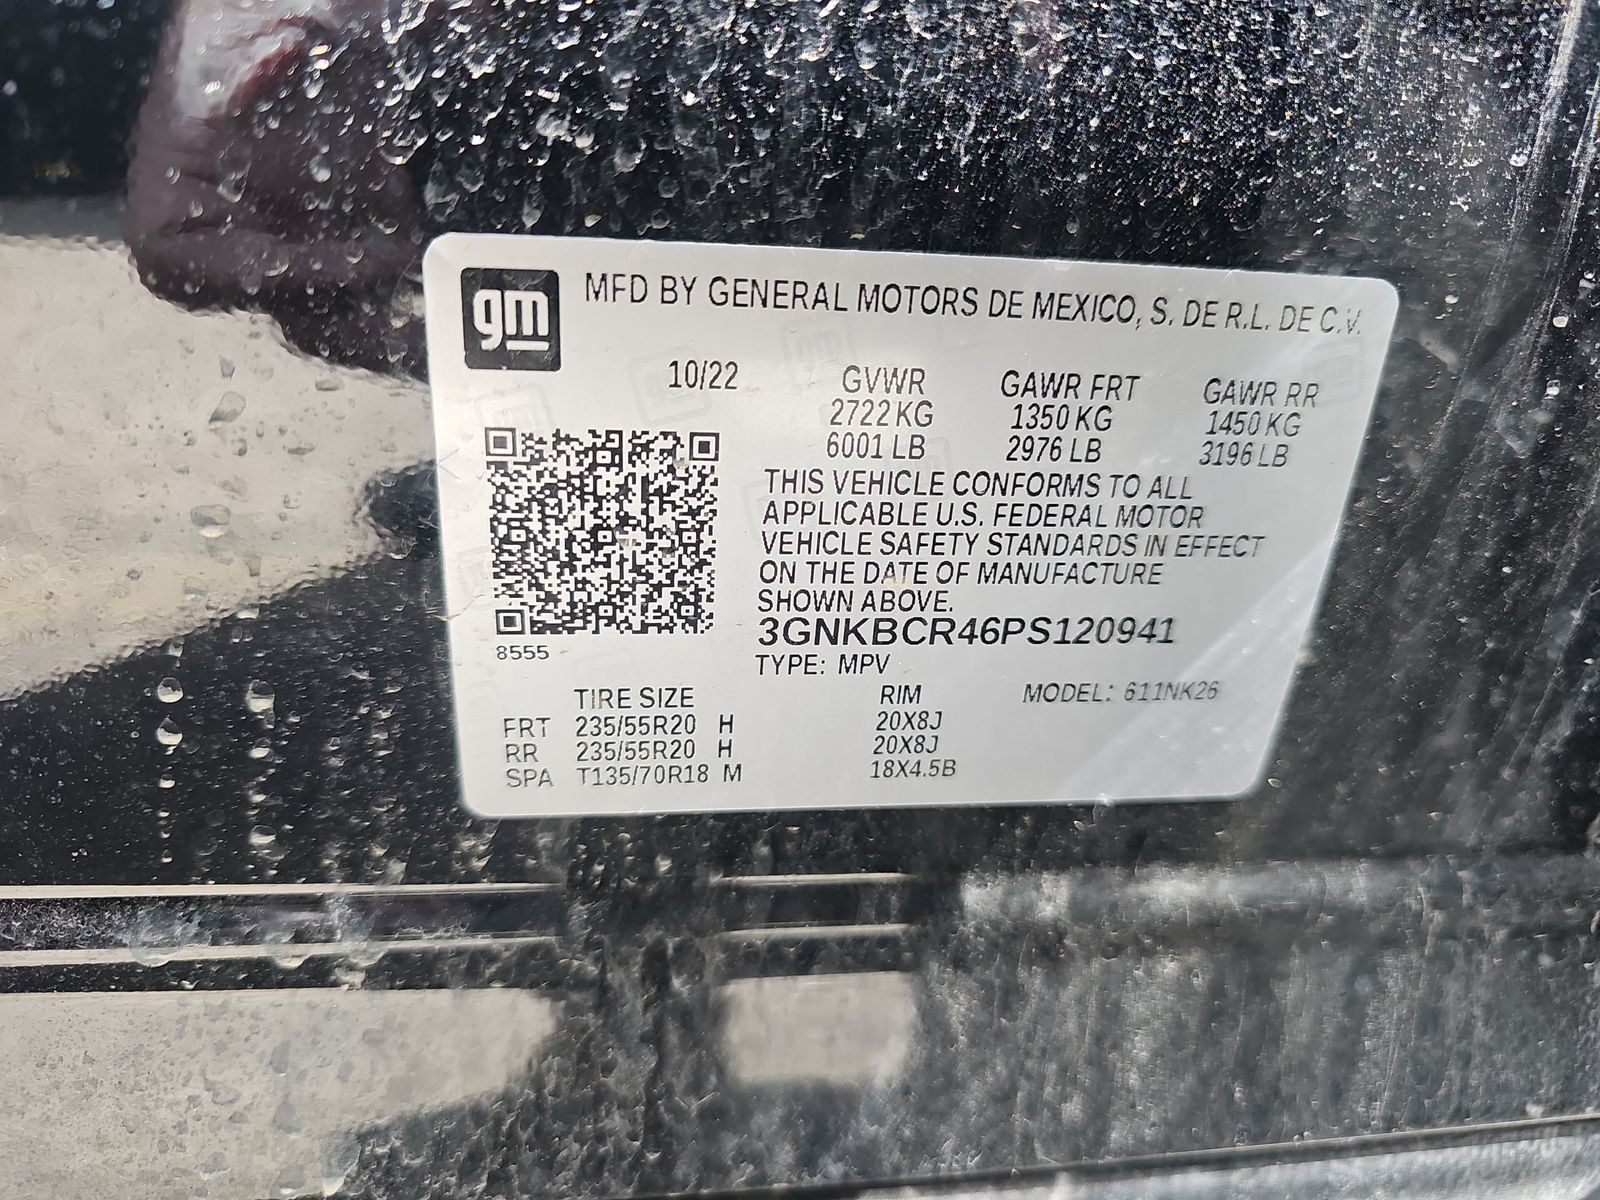 gm
MFD BY GENERAL MOTORS DE MEXICO, S. DE R.L. DE C.V.
10/22 GVWR GAWR FRT GAWR RR
2722 KG 1350 KG 1450 KG
6001 LB 2976 LB 3196 LB
THIS VEHICLE CONFORMS TO ALL
APPLICABLE U.S. FEDERAL MOTOR
VEHICLE SAFETY STANDARDS IN EFFECT
ON THE DATE OF MANUFACTURE
SHOWN ABOVE.
3GNKBCR46PS120941
8555
TYPE: MPV
TIRE SIZE RIM MODEL: 611NK26
FRT 235/55R20 H 20X8J
RR 235/55R20 H 20X8J
SPA T135/70R18 M 18X4.5B